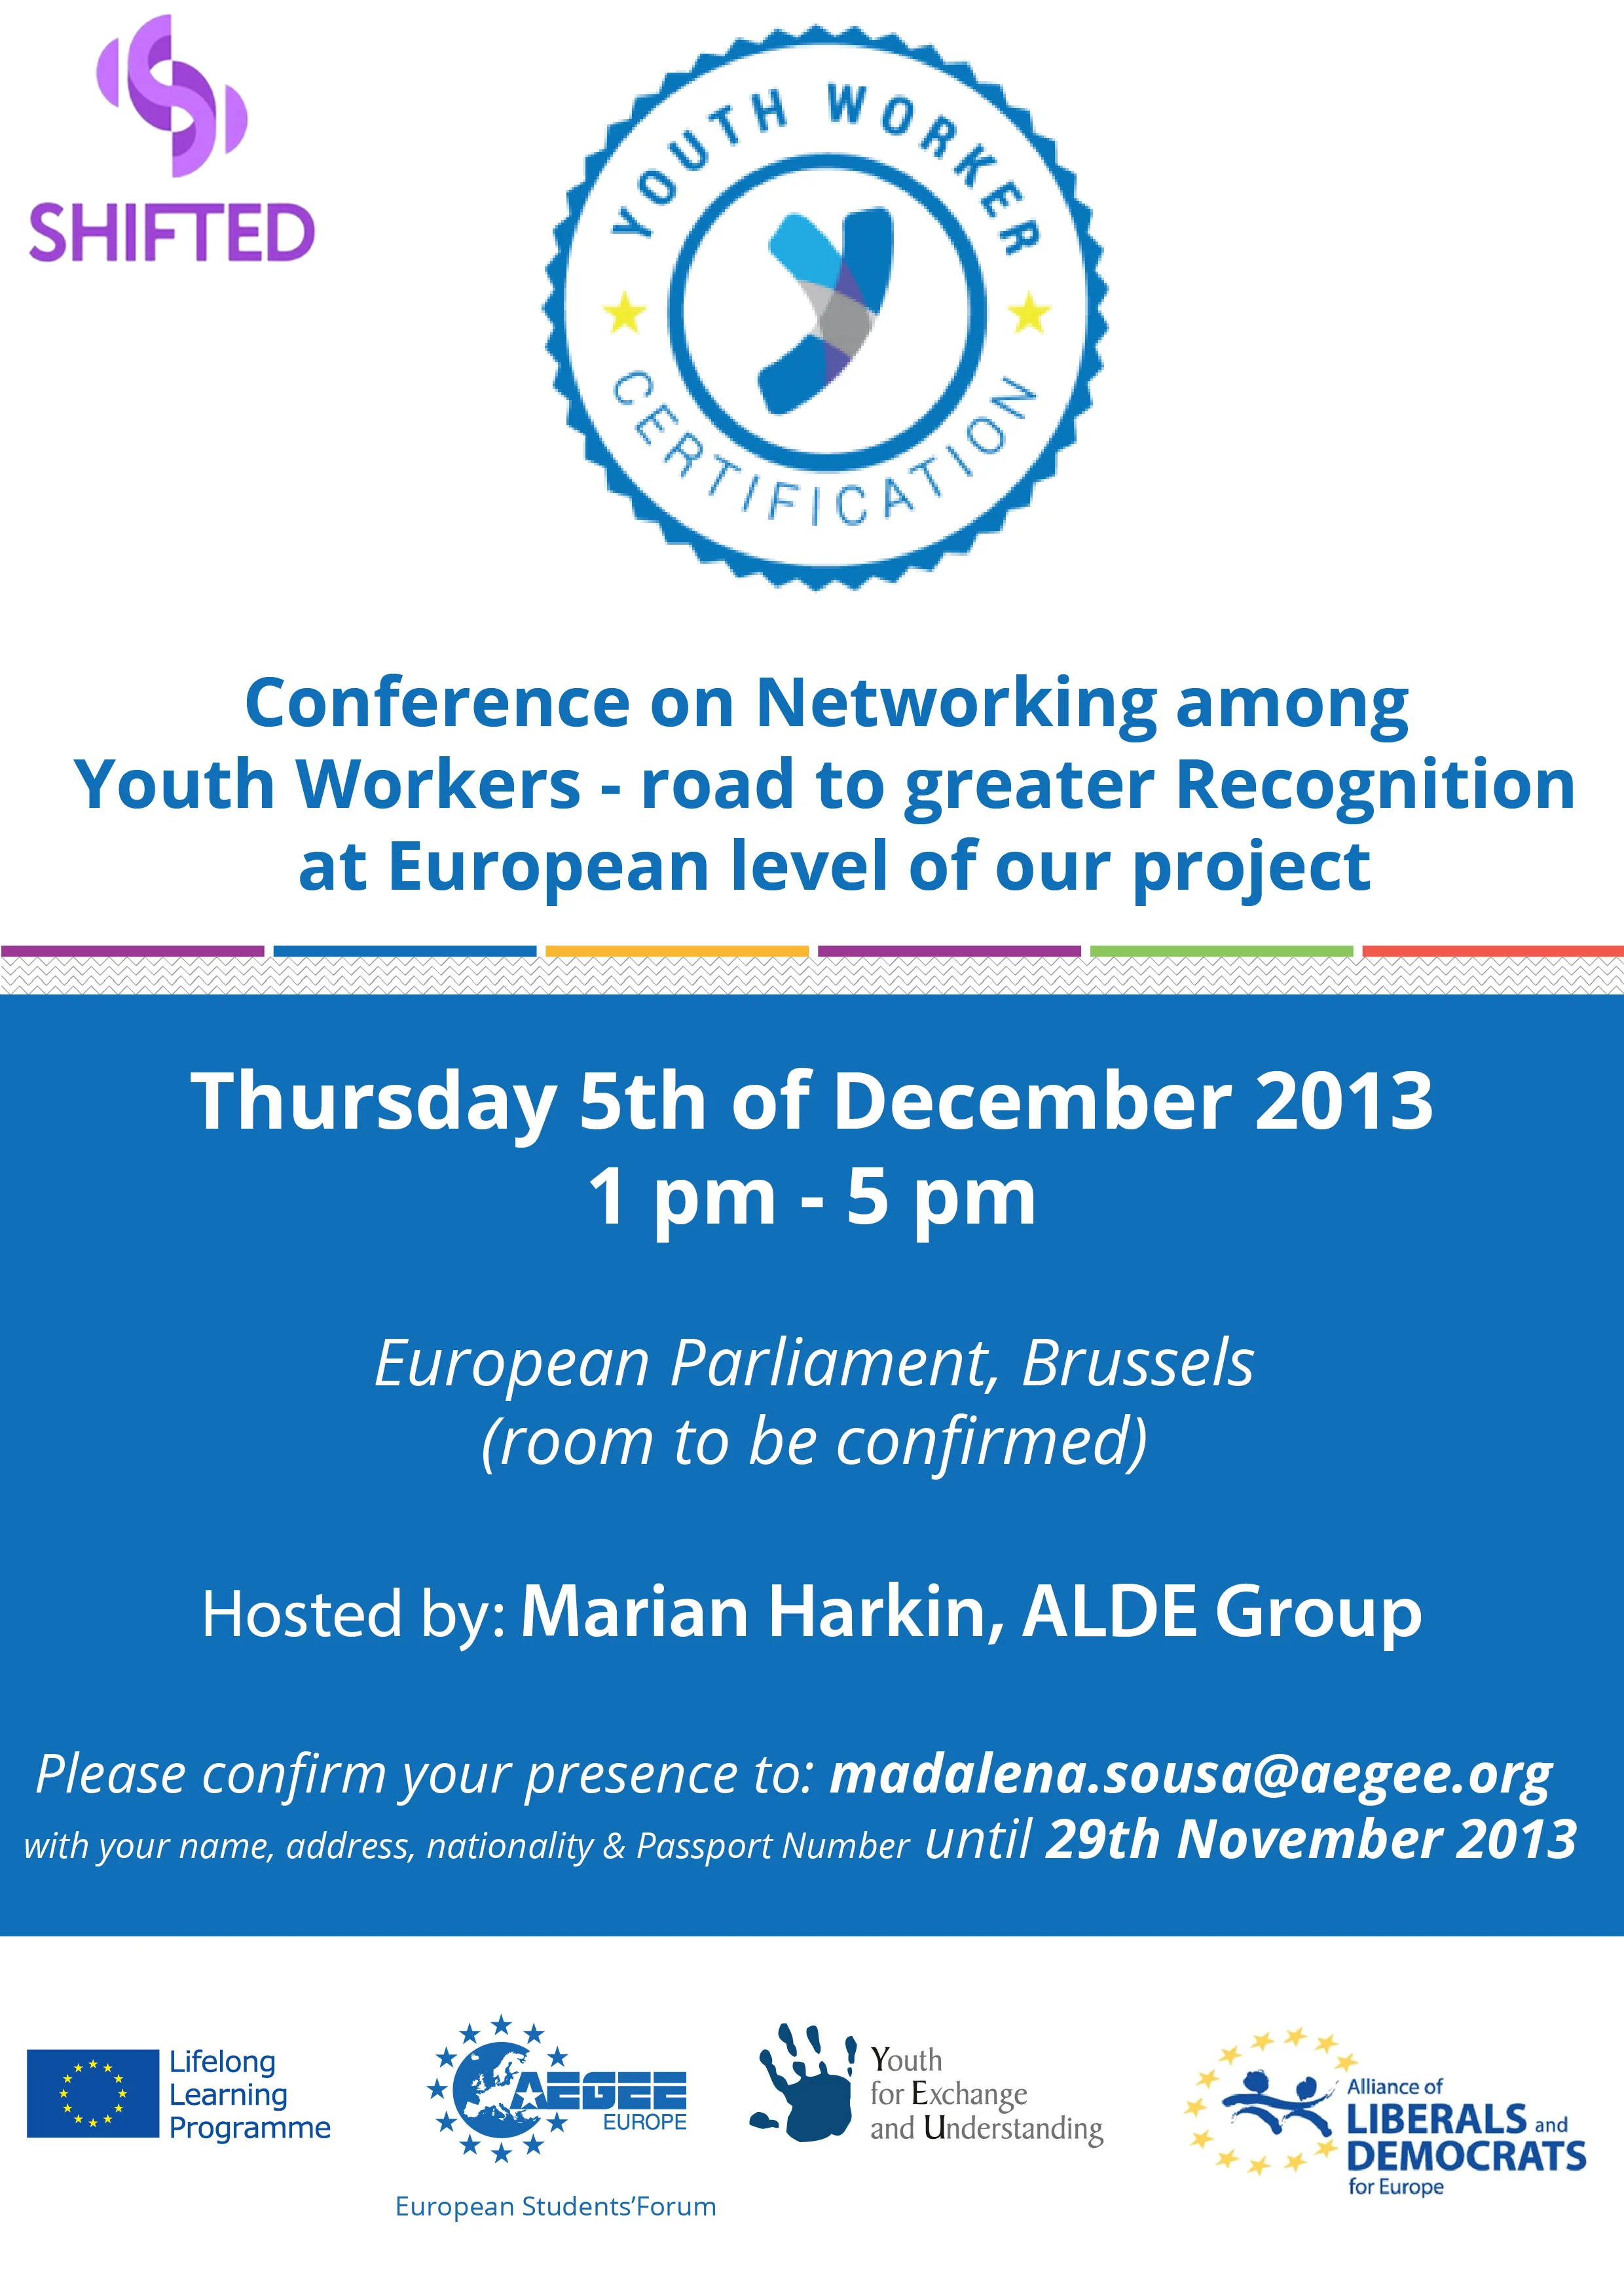 SHIFTED
YOUTH WORKER
CERTIFICATION
Conference on Networking among
Youth Workers - road to greater Recognition
at European level of our project
Thursday 5th of December 2013
1 pm - 5 pm
European Parliament, Brussels
(room to be confirmed)
Hosted by: Marian Harkin, ALDE Group
Please confirm your presence to: madalena.sousa@aegee.org
with your name, address, nationality & Passport Number until 29th November 2013
Lifelong
Learning
Programme
AEGEE
EUROPE
European Students'Forum
Youth
for Exchange
and Understanding
Alliance of
LIBERALS and
DEMOCRATS
for Europe